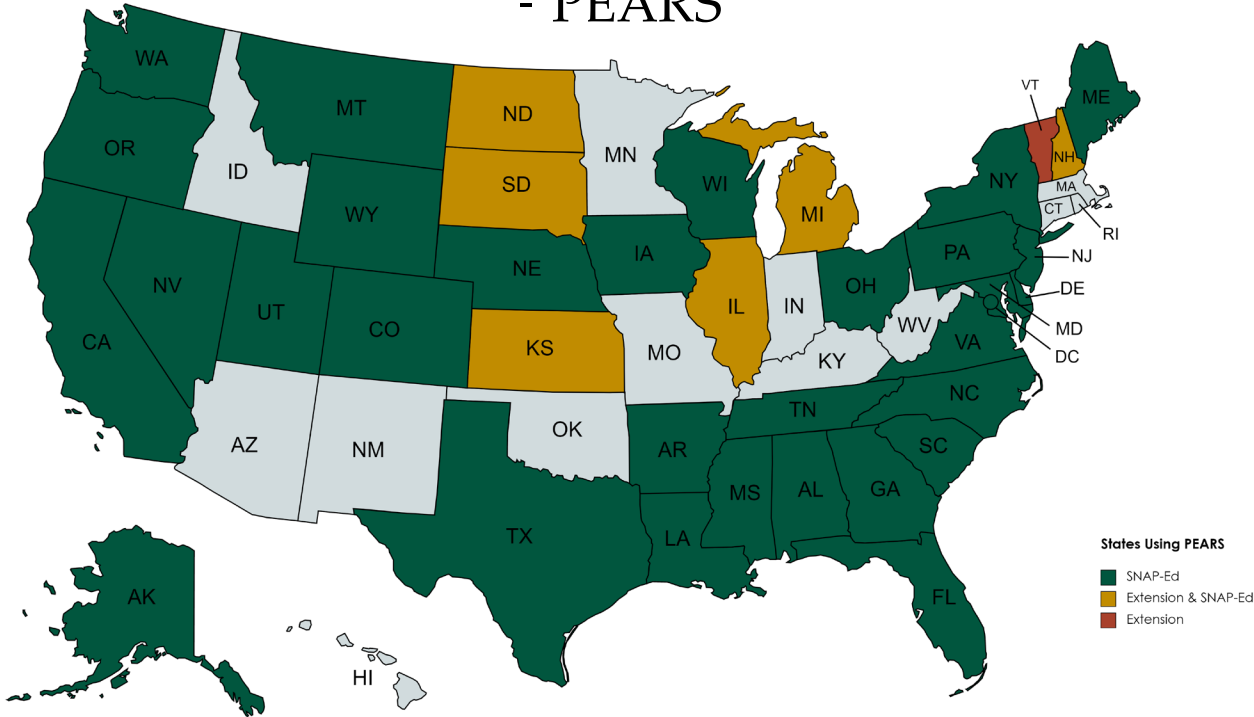 - PEARS
WA
MT
ND
MN
VT
ME
OR
ID
SD
WI
NH
NY
MA
WY
MI
CT
RI
IA
PA
NJ
NE
OH
DE
NV
UT
IL
IN
MD
CO
WV
DC
CA
KS
MO
KY
VA
NC
TN
AZ
NM
OK
AR
SC
MS
AL
GA
TX
LA
States Using PEARS
SNAP-Ed
AK
FL
Extension & SNAP-Ed
Extension
HI